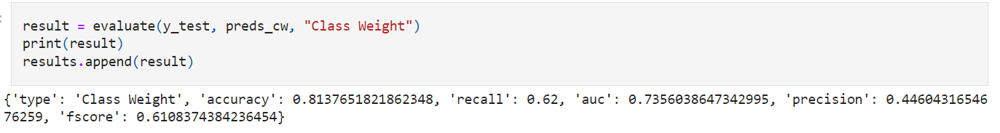 result = evaluate(y_test, preds_cw, "Class Weight")
print(result)
results.append(result)
{'type': 'Class Weight', 'accuracy': 0.8137651821862348, 'recall': 0.62, 'auc': 0.7356038647342995, 'precision': 0.44604316546
76259, 'fscore': 0.6108374384236454}